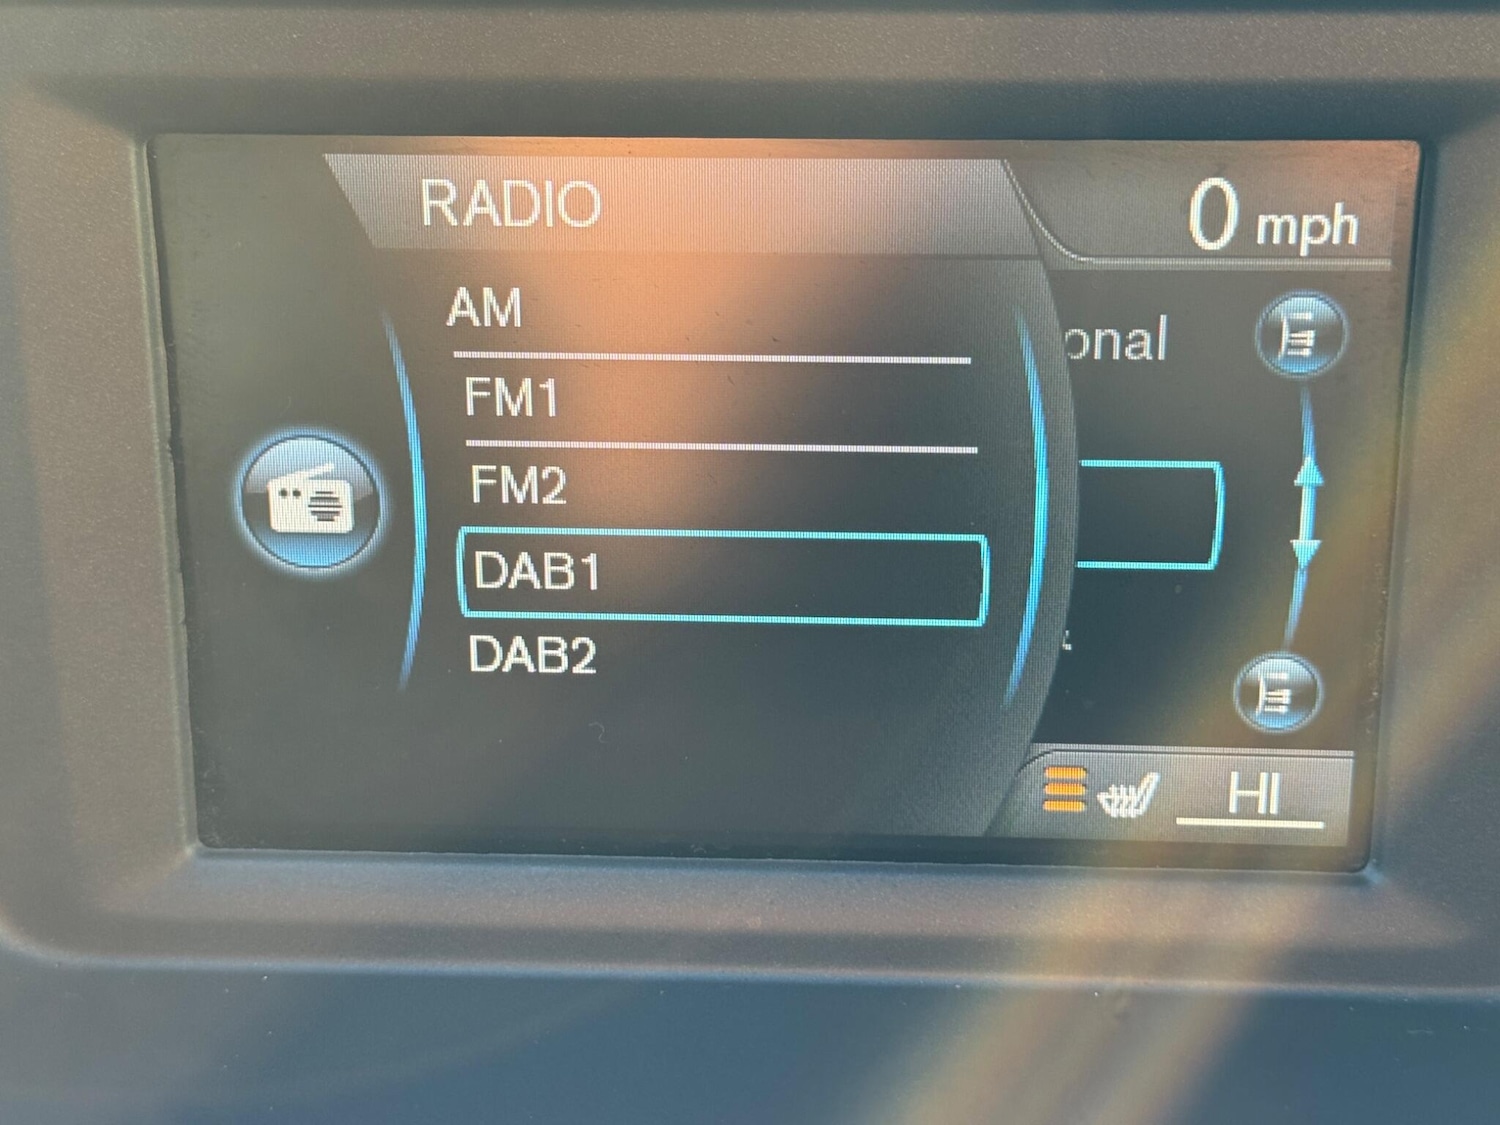 RADIO
0 mph
AM
onal
FM1
FM2
DAB1
DAB2
HI